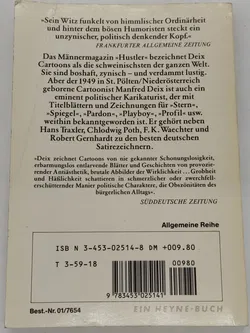 »Sein Witz funkelt von himmlischer Ordinärheit
und hinter dem bösen Humoristen steckt ein
unzynischer, politisch denkender Kopf.«
FRANKFURTER ALLGEMEINE ZEITUNG
Das Männermagazin »Hustler« bezeichnet Deix
Cartoons als die schweinischsten der ganzen Welt.
Sie sind boshaft, zynisch – und verdammt lustig.
Aber der 1949 in St. Pölten/Niederösterreich
geborene Cartoonist Manfred Deix ist auch ein
eminent politischer Karikaturist, der mit
Titelblättern und Zeichnungen für »Stern«,
»Spiegel«, »Pardon«, »Playboy«, »Profil« usw.
weithin bekanntgeworden ist. Er gehört neben
Hans Traxler, Chlodwig Poth, F. K. Waechter und
Robert Gernhardt zu den besten deutschen
Satirezeichnern.
»Deix zeichnet Cartoons von nie gekannter Schonungslosigkeit,
erbarmungslos entlarvende Blätter und Geschichten von provozie-
render Antiästhetik, brutale Abbilder der Wirklichkeit ... Grobheit
und Häßlichkeit schattieren in schmerzlicher oder zwerchfell-
erschütternder Manier politische Charaktere, die Obszönitäten des
bürgerlichen Alltags«.
SÜDDEUTSCHE ZEITUNG
Allgemeine Reihe
ISBN 3-453-02514-8 DM +009.80
T 3-59-18 00980
9 783453 025141
Best.-Nr. 01/7654
EIN HEYNE-BUCH